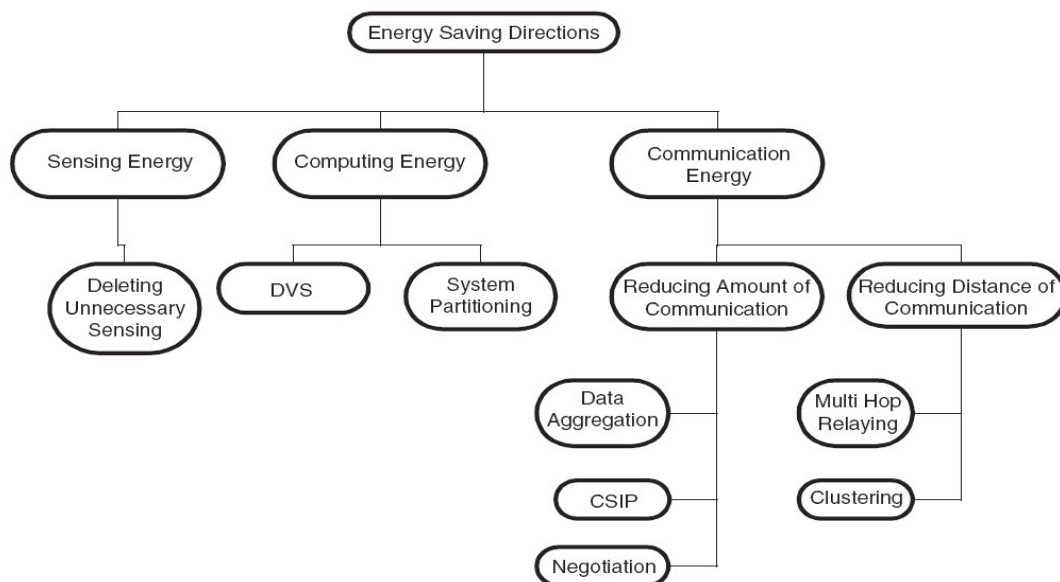 Energy Saving Directions
Sensing Energy
Computing Energy
Communication
Energy
Deleting
Unnecessary
Sensing
DVS
System
Partitioning
Reducing Amount of
Communication
Reducing Distance of
Communication
Data
Aggregation
Multi Hop
Relaying
CSIP
Clustering
Negotiation